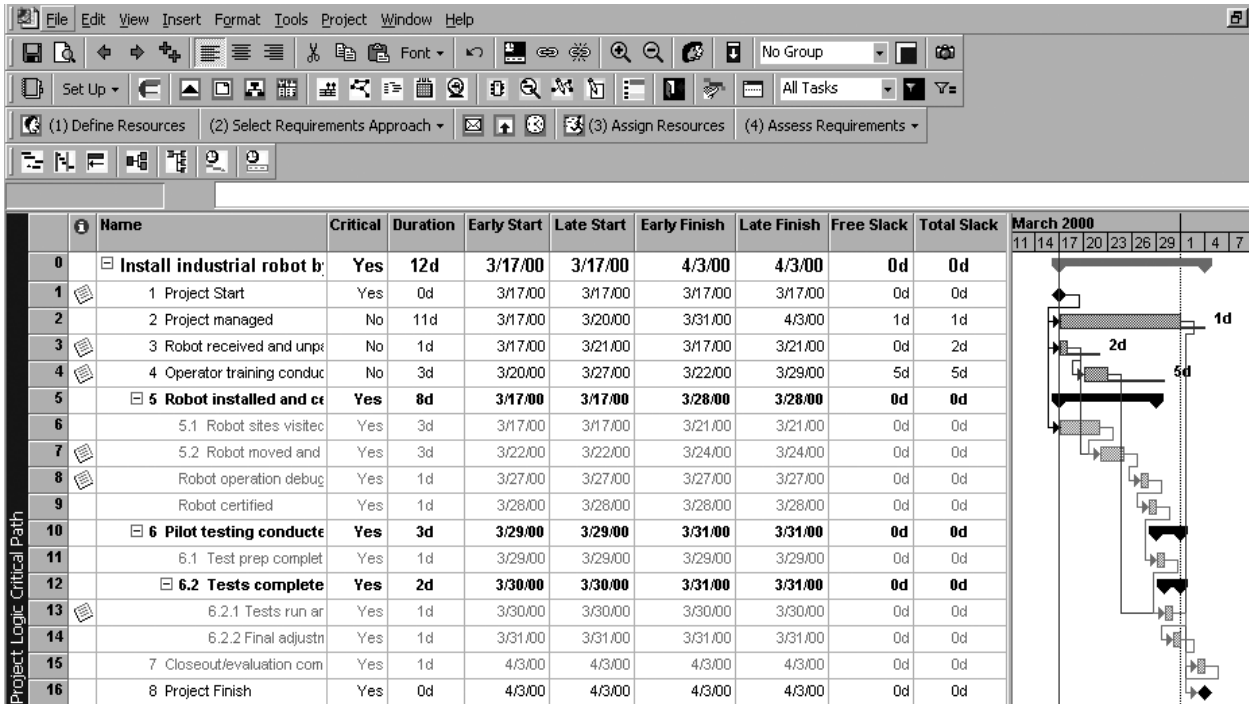 File Edit View Insert Format Tools Project Window Help
Font No Group
Set Up All Tasks
(1) Define Resources (2) Select Requirements Approach (3) Assign Resources (4) Assess Requirements
Name Critical Duration Early Start Late Start Early Finish Late Finish Free Slack Total Slack March 2000
11 14 17 20 23 26 29 1 4 7
0 Install industrial robot by Yes 12d 3/17/00 3/17/00 4/3/00 4/3/00 0d 0d
1 1 Project Start Yes 0d 3/17/00 3/17/00 3/17/00 3/17/00 0d 0d
2 2 Project managed No 11d 3/17/00 3/20/00 3/31/00 4/3/00 1d 1d 1d
3 3 Robot received and unpa No 1d 3/17/00 3/21/00 3/17/00 3/21/00 0d 2d 2d
4 4 Operator training conduc No 3d 3/20/00 3/27/00 3/22/00 3/29/00 5d 5d 5d
5 5 Robot installed and ce Yes 8d 3/17/00 3/17/00 3/28/00 3/28/00 0d 0d
6 5.1 Robot sites visited Yes 3d 3/17/00 3/17/00 3/21/00 3/21/00 0d 0d
7 5.2 Robot moved and Yes 3d 3/22/00 3/22/00 3/24/00 3/24/00 0d 0d
8 Robot operation debug Yes 1d 3/27/00 3/27/00 3/27/00 3/27/00 0d 0d
9 Robot certified Yes 1d 3/28/00 3/28/00 3/28/00 3/28/00 0d 0d
10 6 Pilot testing conducte Yes 3d 3/29/00 3/29/00 3/31/00 3/31/00 0d 0d
11 6.1 Test prep complet Yes 1d 3/29/00 3/29/00 3/29/00 3/29/00 0d 0d
12 6.2 Tests complete Yes 2d 3/30/00 3/30/00 3/31/00 3/31/00 0d 0d
13 6.2.1 Tests run ar Yes 1d 3/30/00 3/30/00 3/30/00 3/30/00 0d 0d
14 6.2.2 Final adjustn Yes 1d 3/31/00 3/31/00 3/31/00 3/31/00 0d 0d
15 7 Closeout/evaluation com Yes 1d 4/3/00 4/3/00 4/3/00 4/3/00 0d 0d
16 8 Project Finish Yes 0d 4/3/00 4/3/00 4/3/00 4/3/00 0d 0d
Project Logic Critical Path